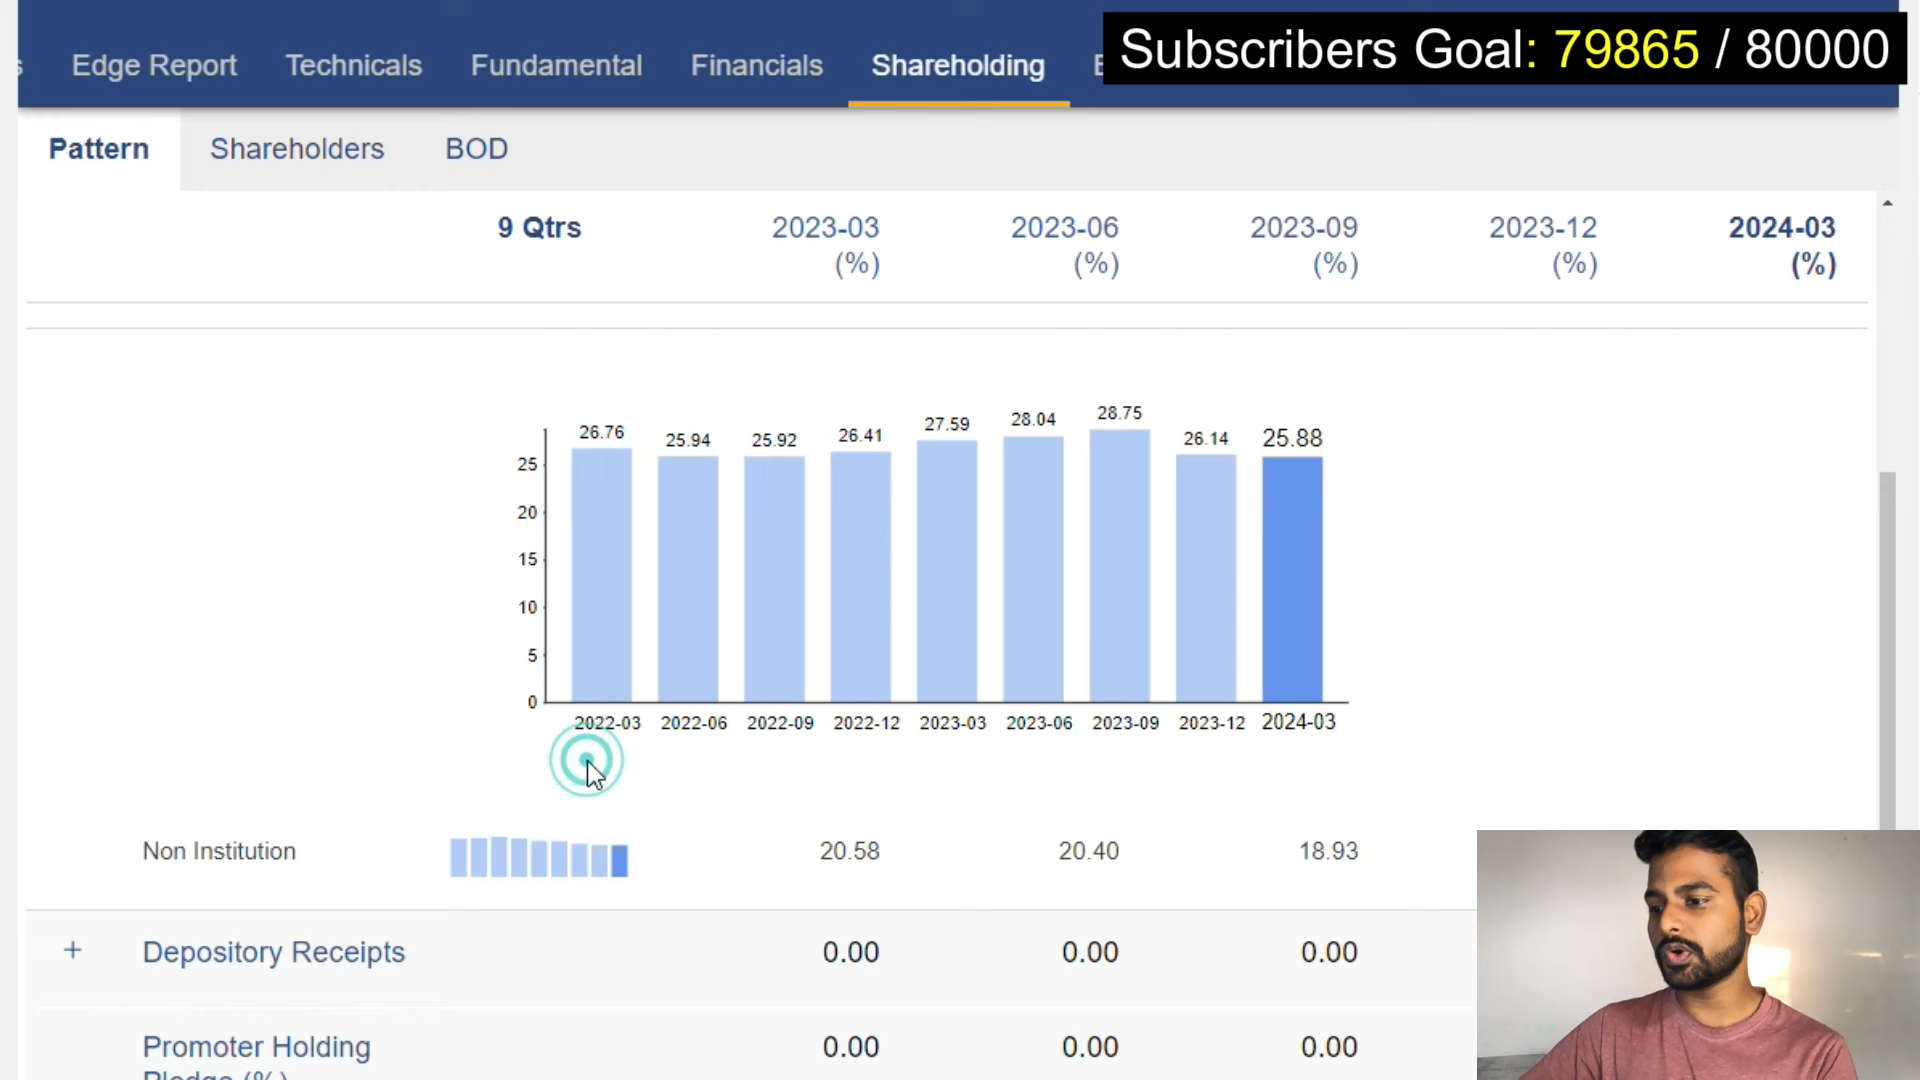 s Edge Report Technicals Fundamental Financials Shareholding
Subscribers Goal: 79865 / 80000
Pattern Shareholders BOD
9 Qtrs 2023-03 2023-06 2023-09 2023-12 2024-03
(%) (%) (%) (%) (%)
26.76 25.94 25.92 26.41 27.59 28.04 28.75 26.14 25.88
25
20
15
10
5
0
2022-03 2022-06 2022-09 2022-12 2023-03 2023-06 2023-09 2023-12 2024-03
Non Institution 20.58 20.40 18.93
+ Depository Receipts 0.00 0.00 0.00
Promoter Holding 0.00 0.00 0.00
Pledge (%)